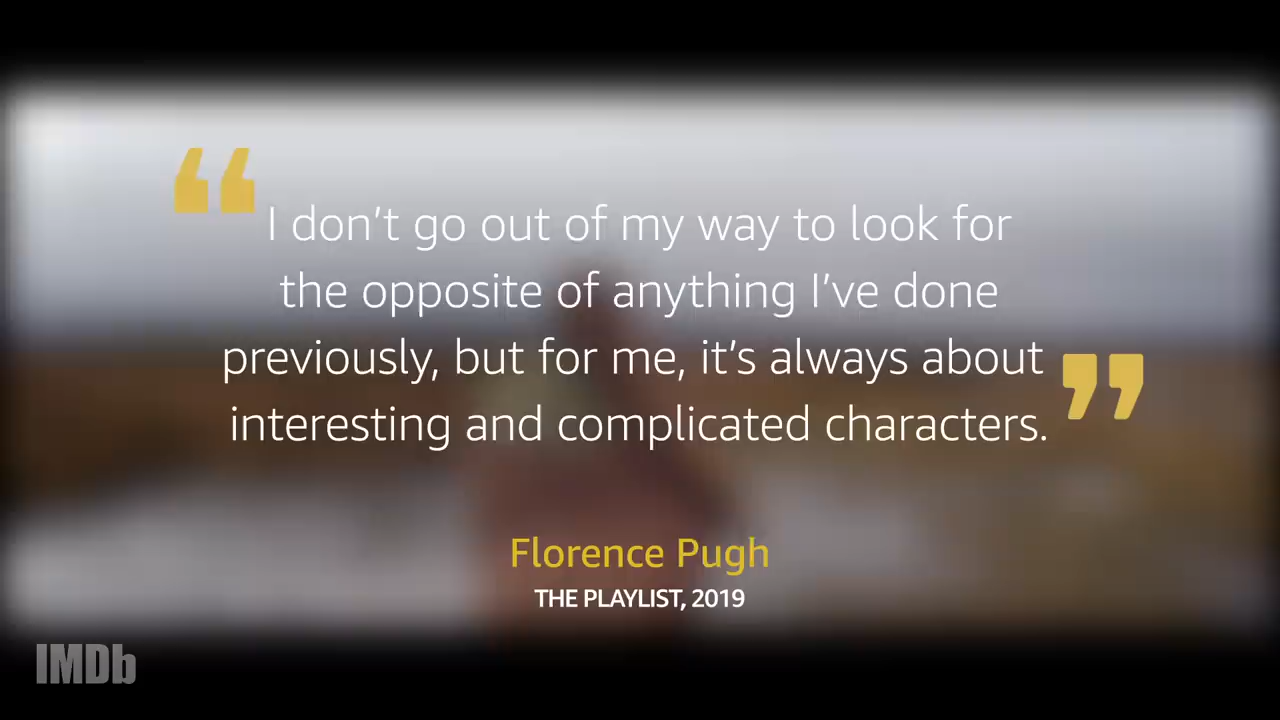 “I don’t go out of my way to look for
the opposite of anything I’ve done
previously, but for me, it’s always about
interesting and complicated characters.”
Florence Pugh
THE PLAYLIST, 2019
IMDb